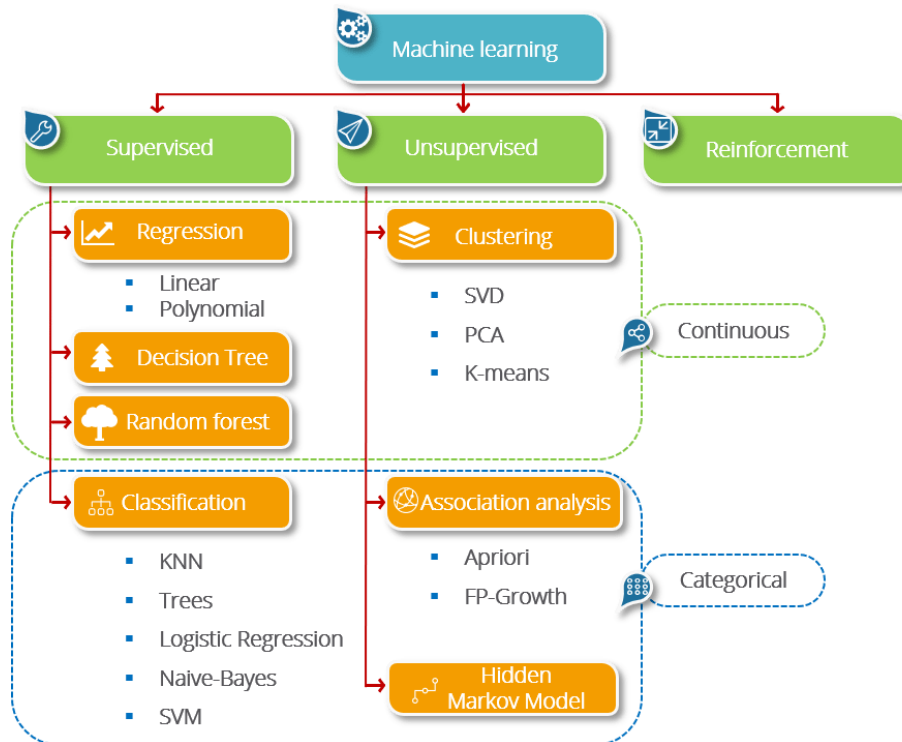 Machine learning
Supervised
Unsupervised
Reinforcement
Regression
Linear
Polynomial
Decision Tree
Random forest
Clustering
SVD
PCA
K-means
Continuous
Classification
KNN
Trees
Logistic Regression
Naive-Bayes
SVM
Association analysis
Apriori
FP-Growth
Hidden
Markov Model
Categorical